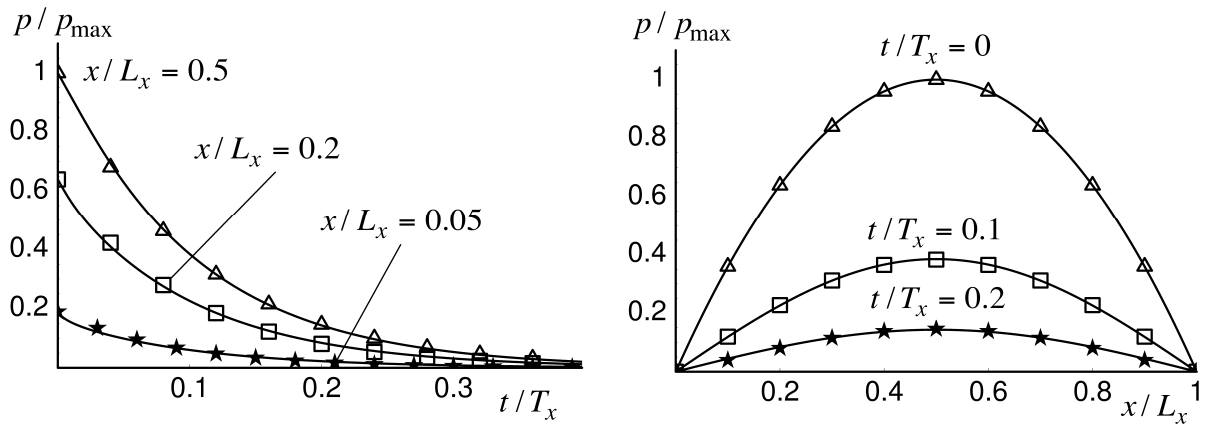 p / p_max
1
x / L_x = 0.5
0.8
x / L_x = 0.2
0.6
x / L_x = 0.05
0.4
0.2
0.1 0.2 0.3
t / T_x
p / p_max
t / T_x = 0
1
0.8
0.6
t / T_x = 0.1
0.4
t / T_x = 0.2
0.2
0.2 0.4 0.6 0.8 1
x / L_x